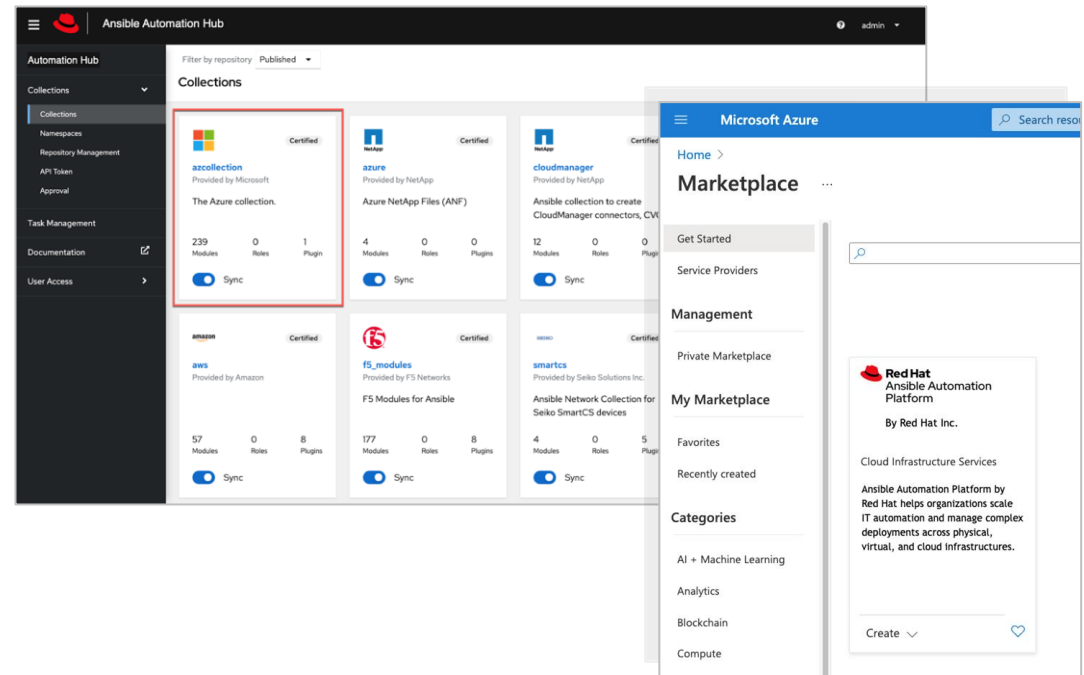 Ansible Automation Hub
admin
Automation Hub
Collections
Collections
Namespaces
Repository Management
API Token
Approval
Task Management
Documentation
User Access
Filter by repository Published
Collections
Certified
azcollection
Provided by Microsoft
The Azure collection.
239 0 1
Modules Roles Plugin
Sync
NetApp
Certified
azure
Provided by NetApp
Azure NetApp Files (ANF)
4 0 0
Modules Roles Plugins
Sync
NetApp
Certified
cloudmanager
Provided by NetApp
Ansible collection to create
CloudManager connectors, CVO
12 0 0
Modules Roles Plugi
Sync
amazon
Certified
aws
Provided by Amazon
57 0 8
Modules Roles Plugins
Sync
f5
Certified
f5_modules
Provided by F5 Networks
F5 Modules for Ansible
177 0 8
Modules Roles Plugins
Sync
SEIKO
Certified
smartcs
Provided by Seiko Solutions Inc.
Ansible Network Collection for
Seiko SmartCS devices
4 0 5
Modules Roles Plugi
Sync
Microsoft Azure
Search resou
Home >
Marketplace ...
Get Started
Service Providers
Management
Private Marketplace
My Marketplace
Favorites
Recently created
Categories
AI + Machine Learning
Analytics
Blockchain
Compute
Red Hat
Ansible Automation
Platform
By Red Hat Inc.
Cloud Infrastructure Services
Ansible Automation Platform by
Red Hat helps organizations scale
IT automation and manage complex
deployments across physical,
virtual, and cloud infrastructures.
Create